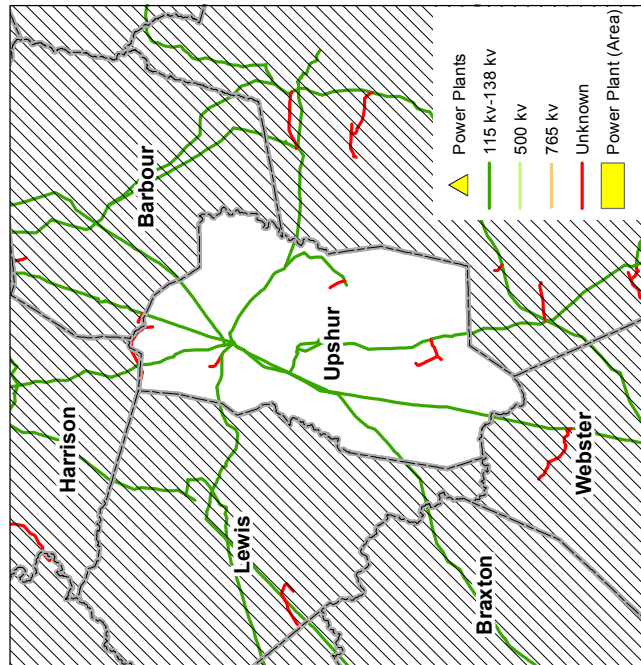 Harrison
Barbour
Lewis
Upshur
Braxton
Webster
Power Plants
115 kv-138 kv
500 kv
765 kv
Unknown
Power Plant (Area)